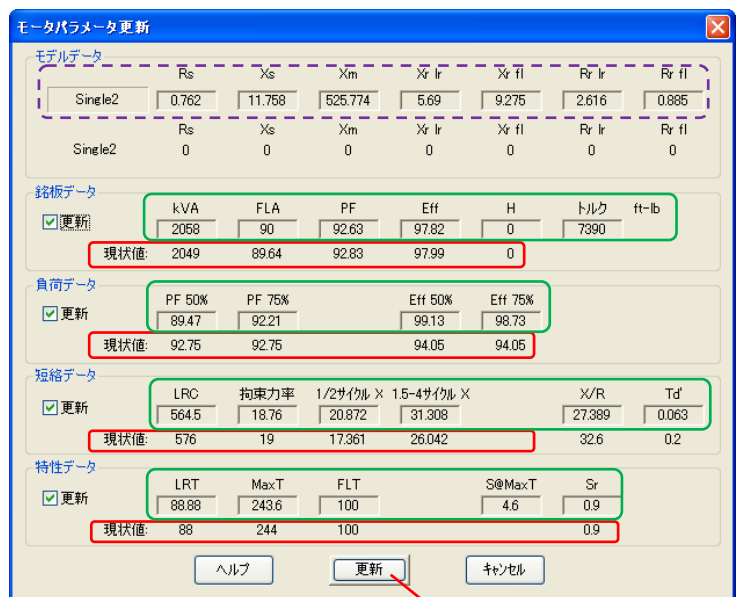 モータパラメータ更新
モデルデータ
Rs Xs Xm Xr lr Xr fl Rr lr Rr fl
Single2 0.762 11.758 525.774 5.69 9.275 2.616 0.885
Rs Xs Xm Xr lr Xr fl Rr lr Rr fl
Single2 0 0 0 0 0 0 0
銘板データ
kVA FLA PF Eff H トルク ft-lb
更新 2058 90 92.63 97.82 0 7390
現状値: 2049 89.64 92.83 97.99 0
負荷データ
PF 50% PF 75% Eff 50% Eff 75%
更新 89.47 92.21 99.13 98.73
現状値: 92.75 92.75 94.05 94.05
短絡データ
LRC 拘束力率 1/2サイクル X 1.5-4サイクル X X/R Td'
更新 564.5 18.76 20.872 31.308 27.389 0.063
現状値: 576 19 17.361 26.042 32.6 0.2
特性データ
LRT MaxT FLT S@MaxT Sr
更新 88.88 243.6 100 4.6 0.9
現状値: 88 244 100 0.9
ヘルプ 更新 キャンセル